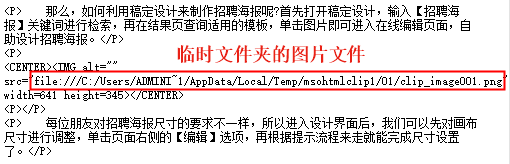 <P>    那么，如何利用稿定设计来制作招聘海报呢?首先打开稿定设计，输入【招聘海
报】关键词进行检索，再在结果页查询适用的模板，单击图片即可进入在线编辑页面，自
助设计招聘海报。</P>
<P>
临时文件夹的图片文件
<CENTER><IMG alt=""
src="file:///C:/Users/ADMINI~1/AppData/Local/Temp/msohtmlclip1/01/clip_image001.png"
width=641 height=345></CENTER>
<P></P>
<P>    每位朋友对招聘海报尺寸的要求不一样，所以进入设计界面后，我们可以先对画布
尺寸进行调整，单击页面右侧的【编辑】选项，再根据提示流程来走就能完成尺寸设置
了。</P>